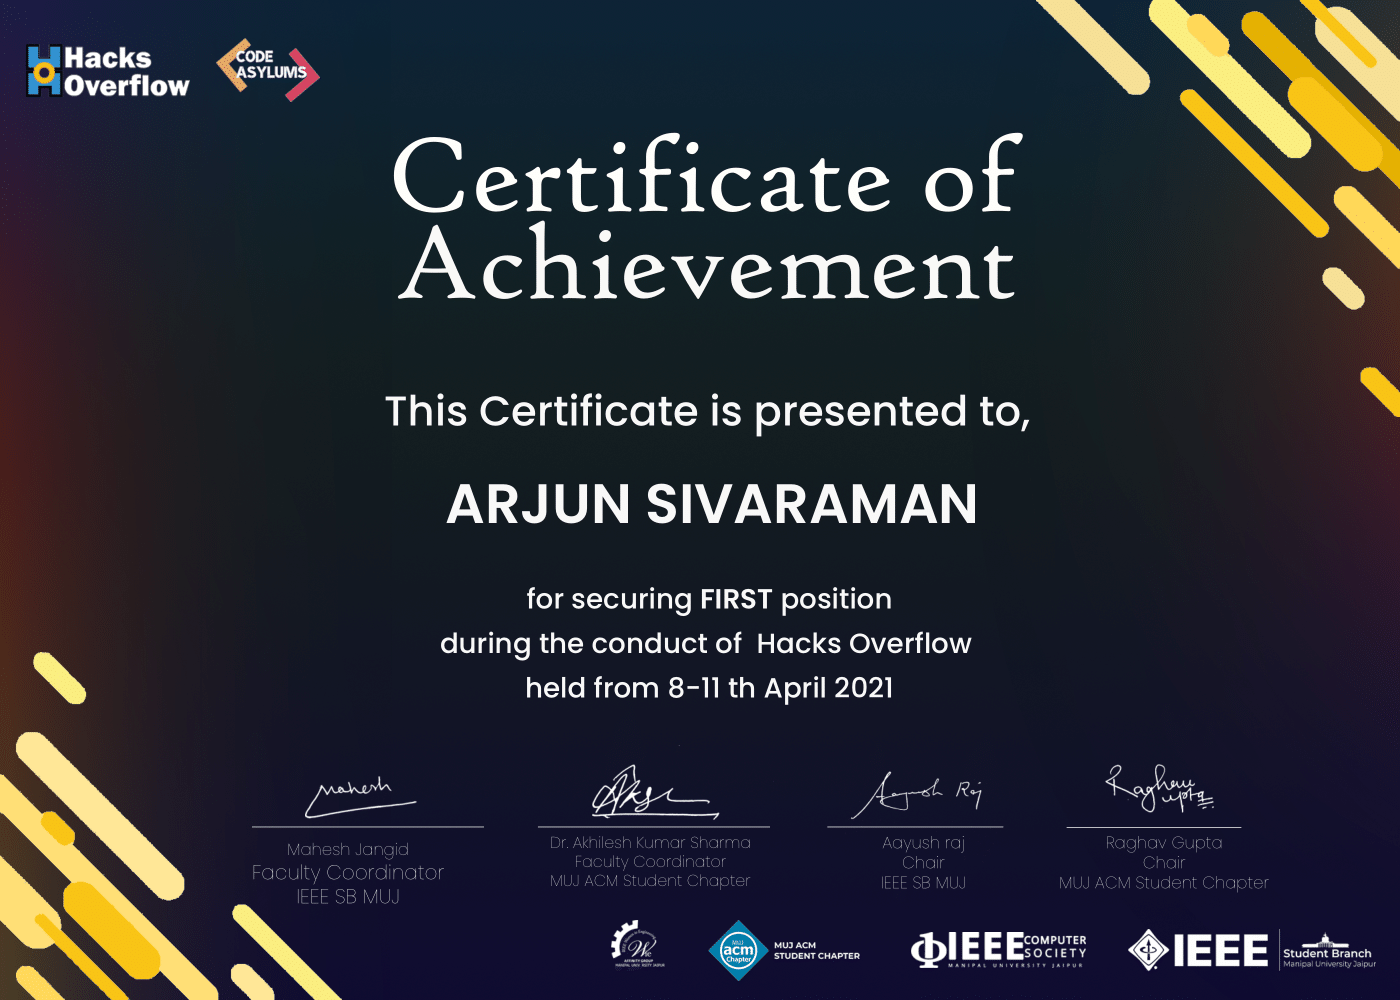 Hacks
Overflow
CODE
ASYLUMS
Certificate of
Achievement
This Certificate is presented to,
ARJUN SIVARAMAN
for securing FIRST position
during the conduct of Hacks Overflow
held from 8-11 th April 2021
Mahesh
Aayush Raj
Raghav
Gupta
Mahesh Jangid
Faculty Coordinator
IEEE SB MUJ
Dr. Akhilesh Kumar Sharma
Faculty Coordinator
MUJ ACM Student Chapter
Aayush raj
Chair
IEEE SB MUJ
Raghav Gupta
Chair
MUJ ACM Student Chapter
AFFINITY GROUP
MUJ
acm
Chapter
MUJ ACM
STUDENT CHAPTER
IEEE COMPUTER
SOCIETY
MANIPAL UNIVERSITY JAIPUR
IEEE
Student Branch
Manipal University Jaipur